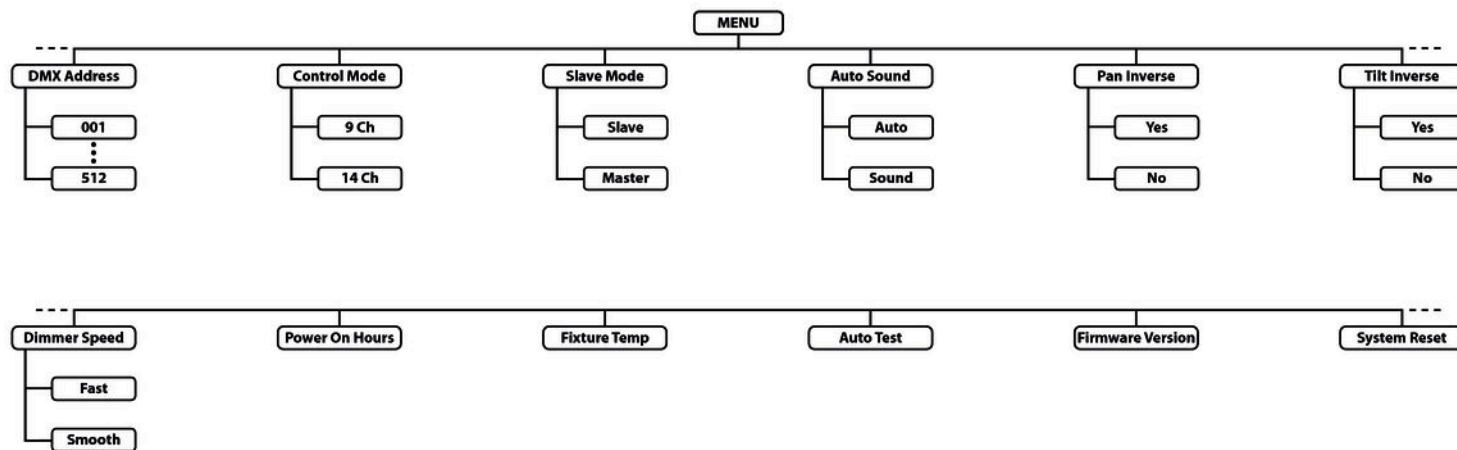 MENU
DMX Address
Control Mode
Slave Mode
Auto Sound
Pan Inverse
Tilt Inverse
001
9 Ch
Slave
Auto
Yes
Yes
512
14 Ch
Master
Sound
No
No
Dimmer Speed
Power On Hours
Fixture Temp
Auto Test
Firmware Version
System Reset
Fast
Smooth